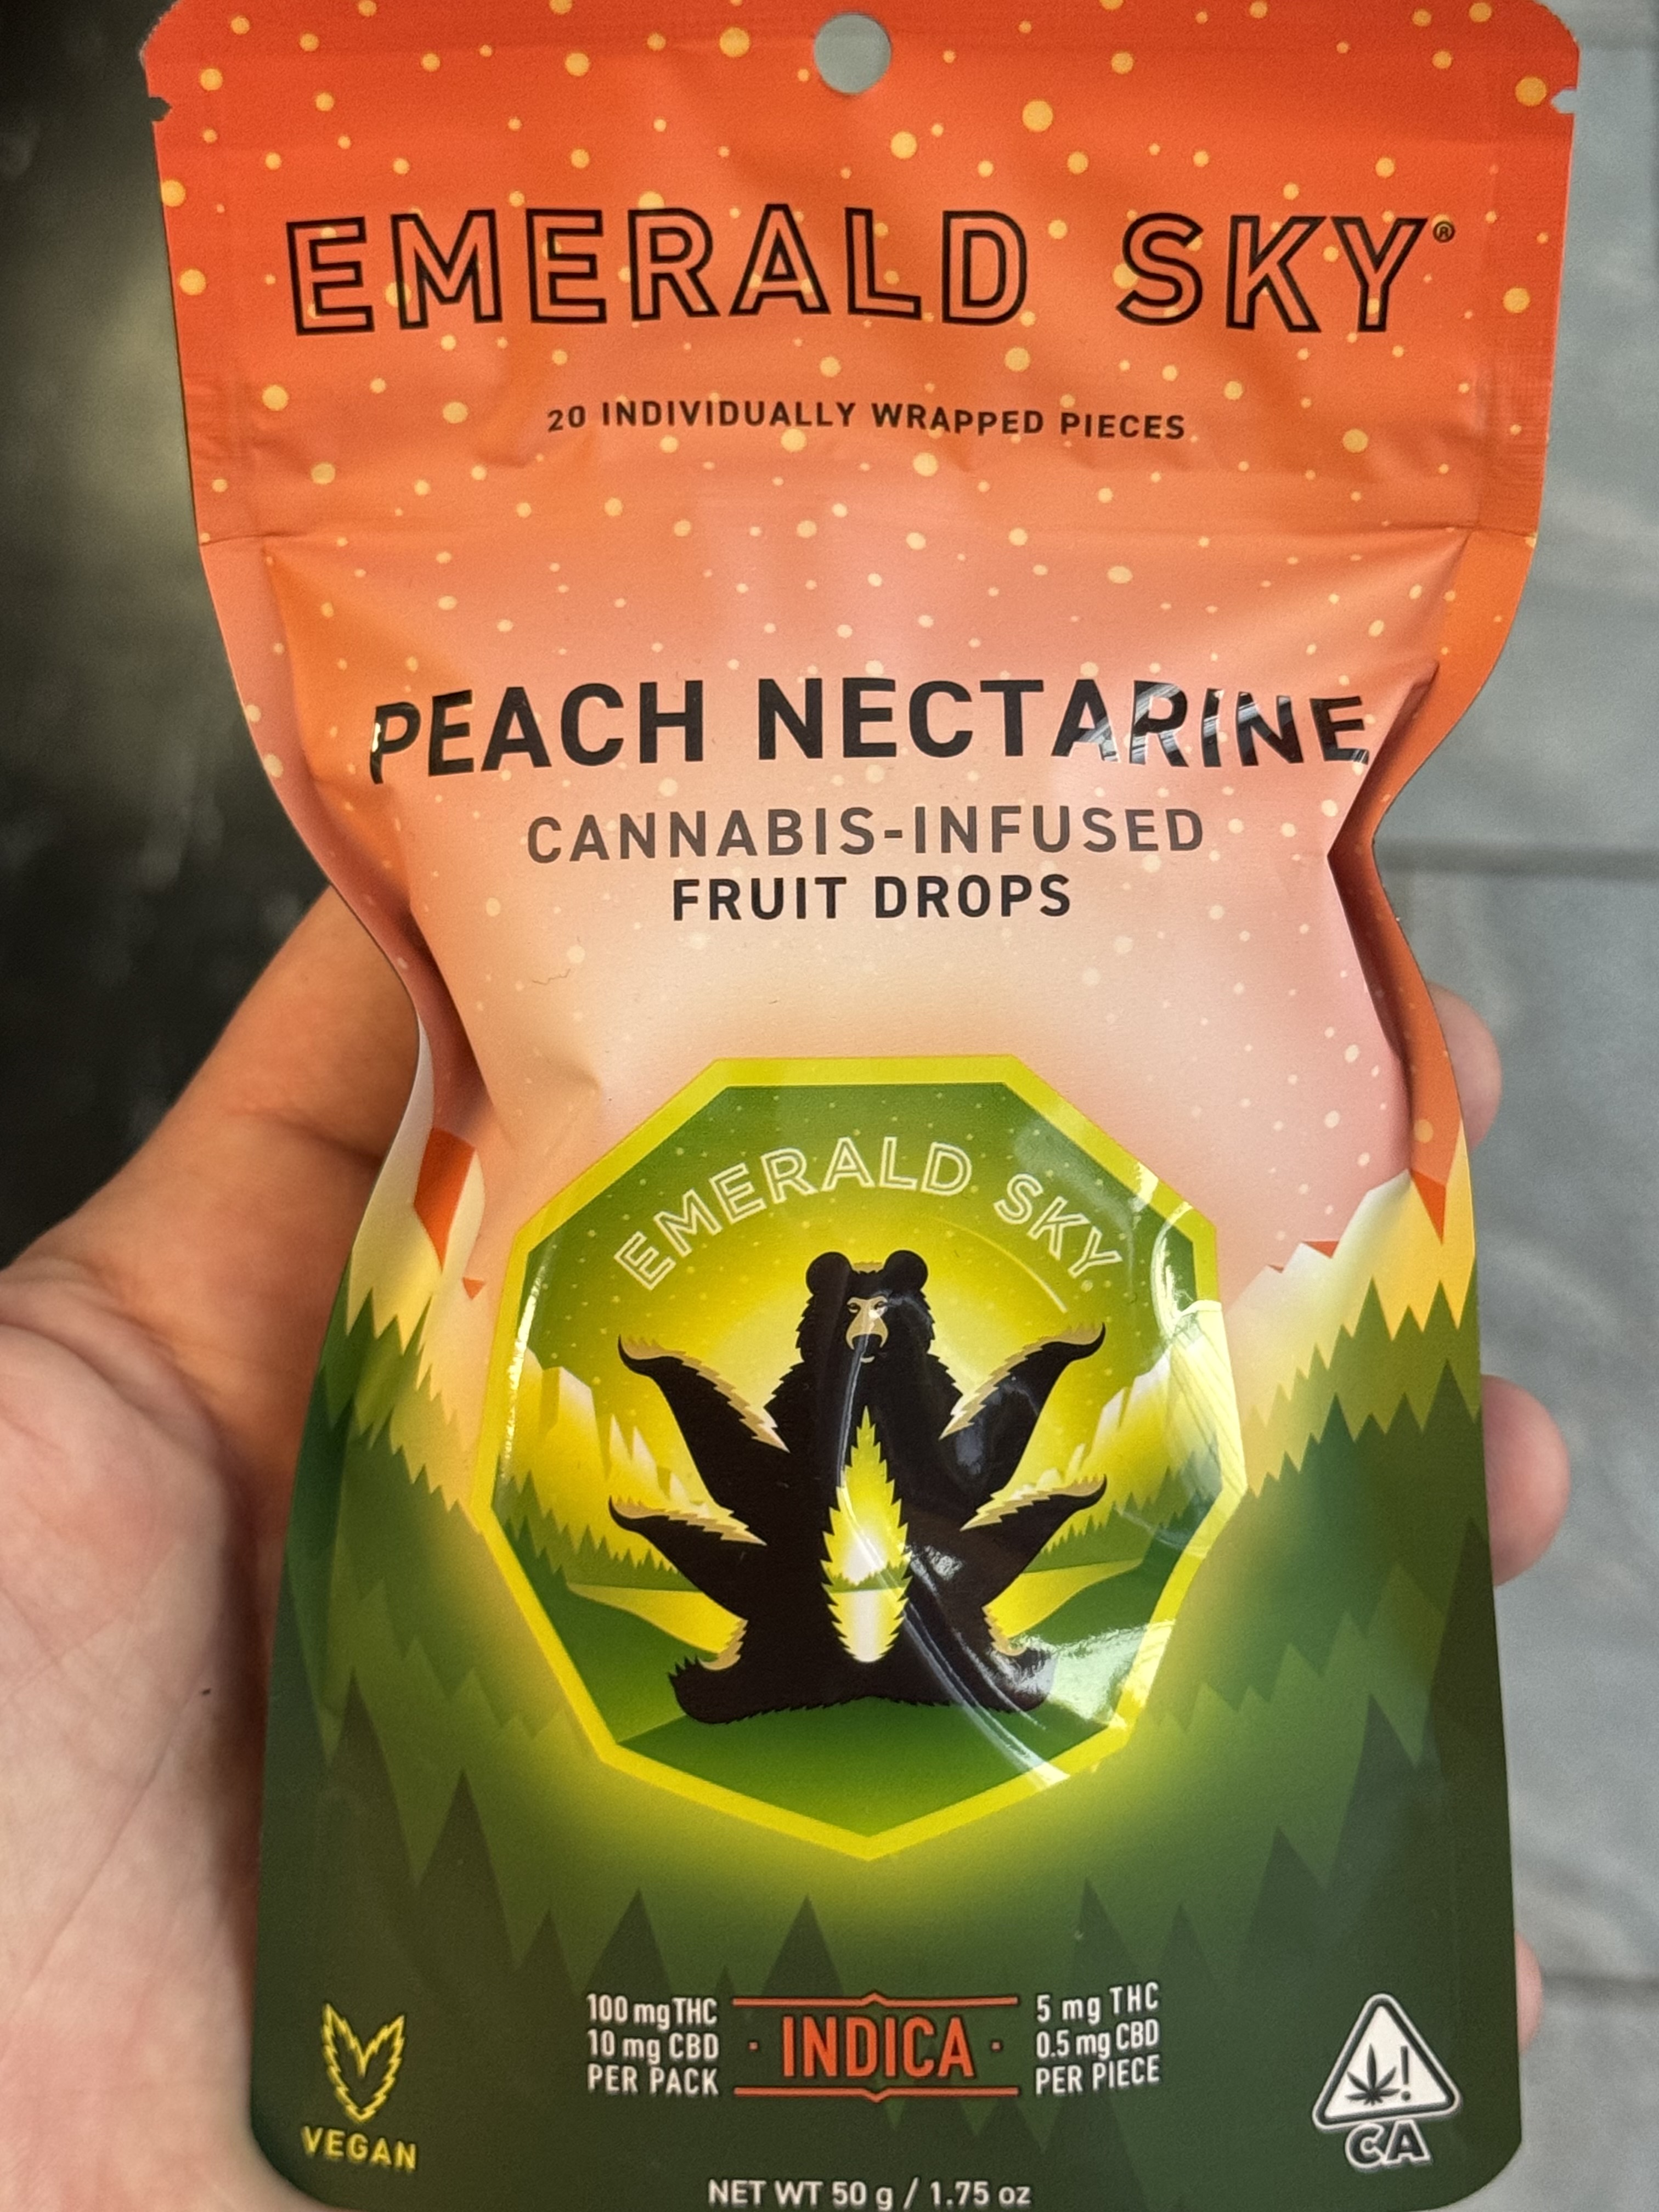 EMERALD SKY®
20 INDIVIDUALLY WRAPPED PIECES
PEACH NECTARINE
CANNABIS-INFUSED
FRUIT DROPS
EMERALD SKY
VEGAN
100 mg THC
10 mg CBD
PER PACK
· INDICA ·
5 mg THC
0.5 mg CBD
PER PIECE
!
CA
NET WT 50 g / 1.75 oz